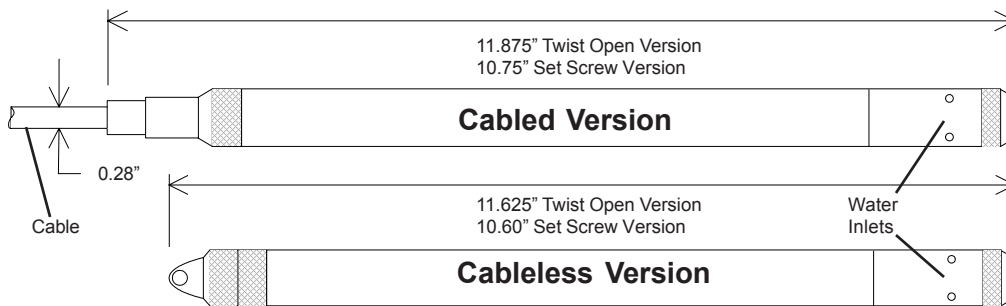 11.875” Twist Open Version
10.75” Set Screw Version
Cabled Version
0.28”
Cable
11.625” Twist Open Version
10.60” Set Screw Version
Water
Inlets
Cableless Version